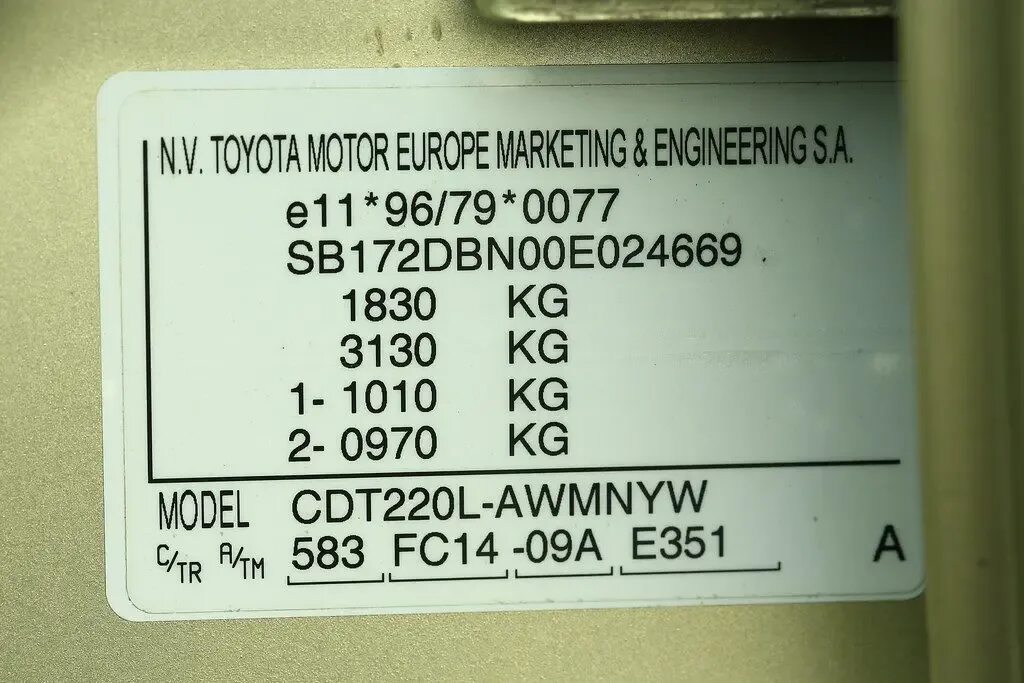 N.V. TOYOTA MOTOR EUROPE MARKETING & ENGINEERING S.A.
e11*96/79*0077
SB172DBN00E024669
1830 KG
3130 KG
1- 1010 KG
2- 0970 KG
MODEL CDT220L-AWMNYW
C/TR A/TM 583 FC14 -09A E351 A